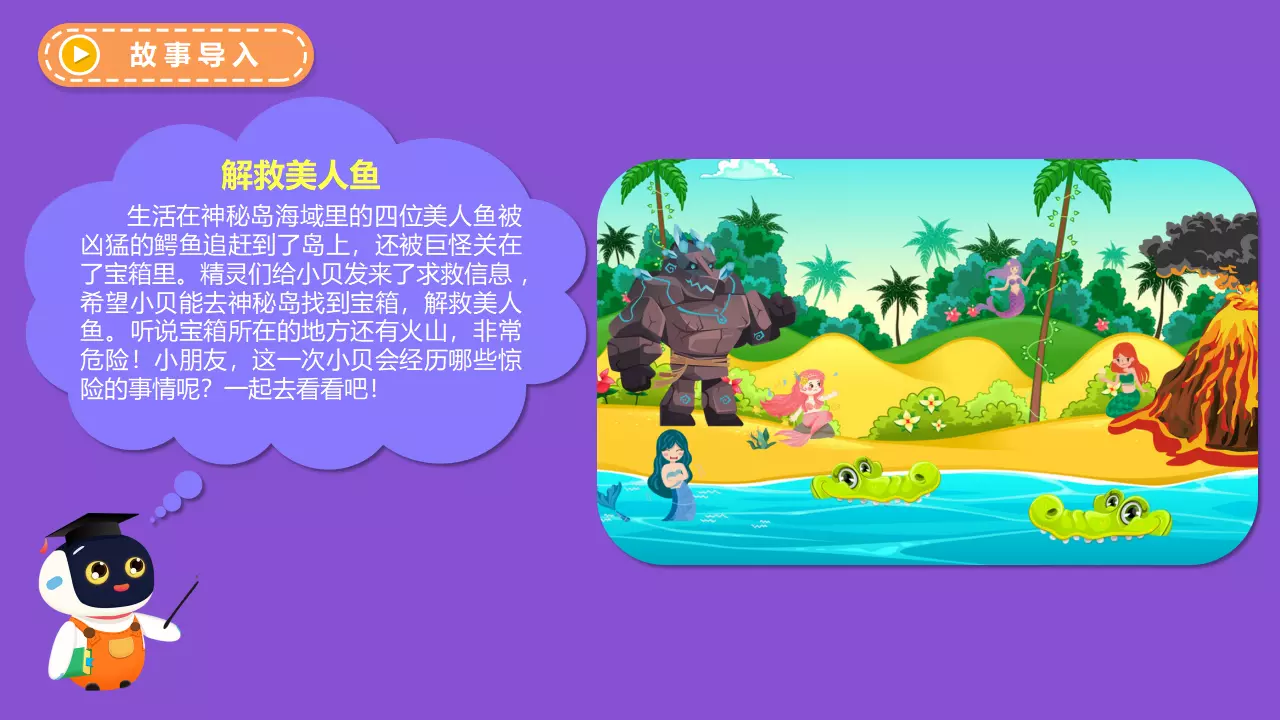 故事导入
解救美人鱼
生活在神秘岛海域里的四位美人鱼被
凶猛的鳄鱼追赶到了岛上，还被巨怪关在
了宝箱里。精灵们给小贝发来了求救信息，
希望小贝能去神秘岛找到宝箱，解救美人
鱼。听说宝箱所在的地方还有火山，非常
危险！小朋友，这一次小贝会经历哪些惊
险的事情呢？一起去看看吧！